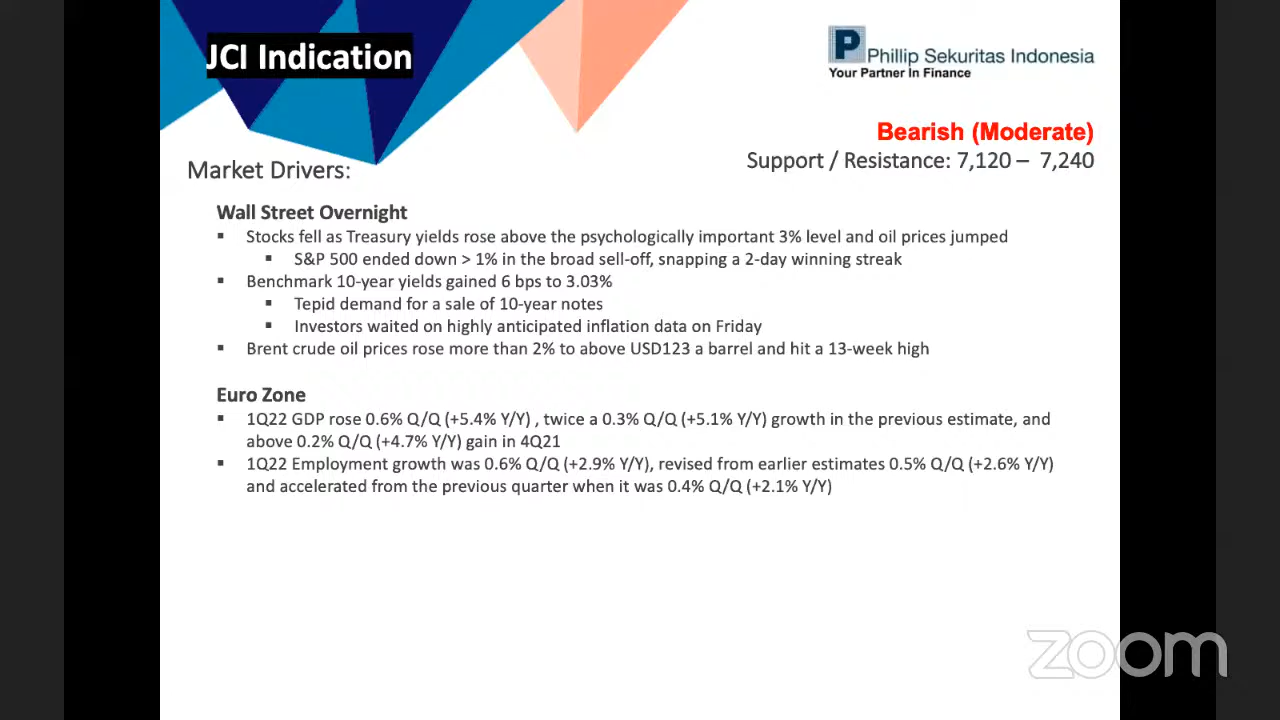 JCI Indication
P Phillip Sekuritas Indonesia
Your Partner In Finance
Bearish (Moderate)
Support / Resistance: 7,120 – 7,240
Market Drivers:
Wall Street Overnight
▪ Stocks fell as Treasury yields rose above the psychologically important 3% level and oil prices jumped
▪ S&P 500 ended down > 1% in the broad sell-off, snapping a 2-day winning streak
▪ Benchmark 10-year yields gained 6 bps to 3.03%
▪ Tepid demand for a sale of 10-year notes
▪ Investors waited on highly anticipated inflation data on Friday
▪ Brent crude oil prices rose more than 2% to above USD123 a barrel and hit a 13-week high
Euro Zone
▪ 1Q22 GDP rose 0.6% Q/Q (+5.4% Y/Y) , twice a 0.3% Q/Q (+5.1% Y/Y) growth in the previous estimate, and
above 0.2% Q/Q (+4.7% Y/Y) gain in 4Q21
▪ 1Q22 Employment growth was 0.6% Q/Q (+2.9% Y/Y), revised from earlier estimates 0.5% Q/Q (+2.6% Y/Y)
and accelerated from the previous quarter when it was 0.4% Q/Q (+2.1% Y/Y)
zoom